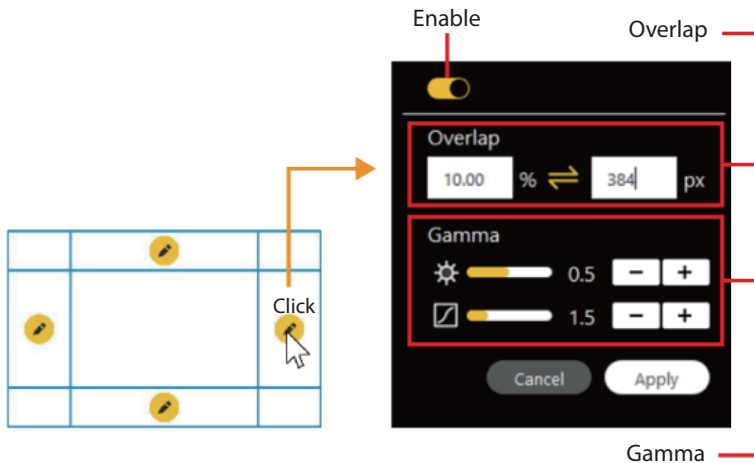 Enable
Overlap
Overlap
10.00 % 384 px
Gamma
0.5 − +
Click
1.5 − +
Cancel Apply
Gamma